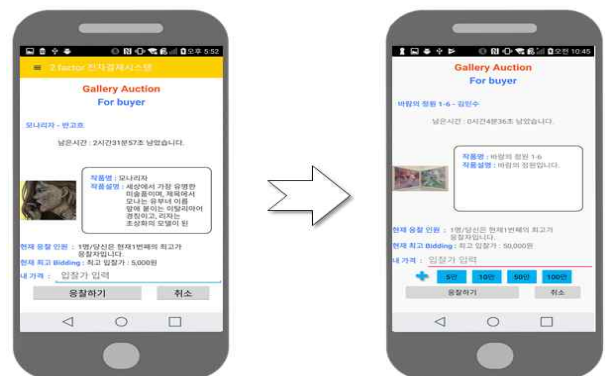 오후 5:52
2 factor 전자결재시스템
Gallery Auction
For buyer
모나리자 - 반고흐
남은시간 : 2시간31분57초 남았습니다.
작품명 : 모나리자
작품설명 : 세상에서 가장 유명한
미술품이며, 제목에서
모나는 유부녀 이름
앞에 붙이는 이탈리아어
경칭이고, 리자는
초상화의 모델이 된
현재 응찰 인원 : 1명/당신은 현재1번째의 최고가
응찰자입니다.
현재 최고 Bidding : 최고 입찰가 : 5,000원
내 가격 : 입찰가 입력
응찰하기 취소
오전 10:45
Gallery Auction
For buyer
바람의 정원 1-6 - 김민수
남은시간 : 0시간4분36초 남았습니다.
작품명 : 바람의 정원 1-6
작품설명 : 바람의 정원입니다.
현재 응찰 인원 : 1명/당신은 현재1번째의 최고가
응찰자입니다.
현재 최고 Bidding : 최고 입찰가 : 50,000원
내 가격 : 입찰가 입력
5만 10만 50만 100만
응찰하기 취소